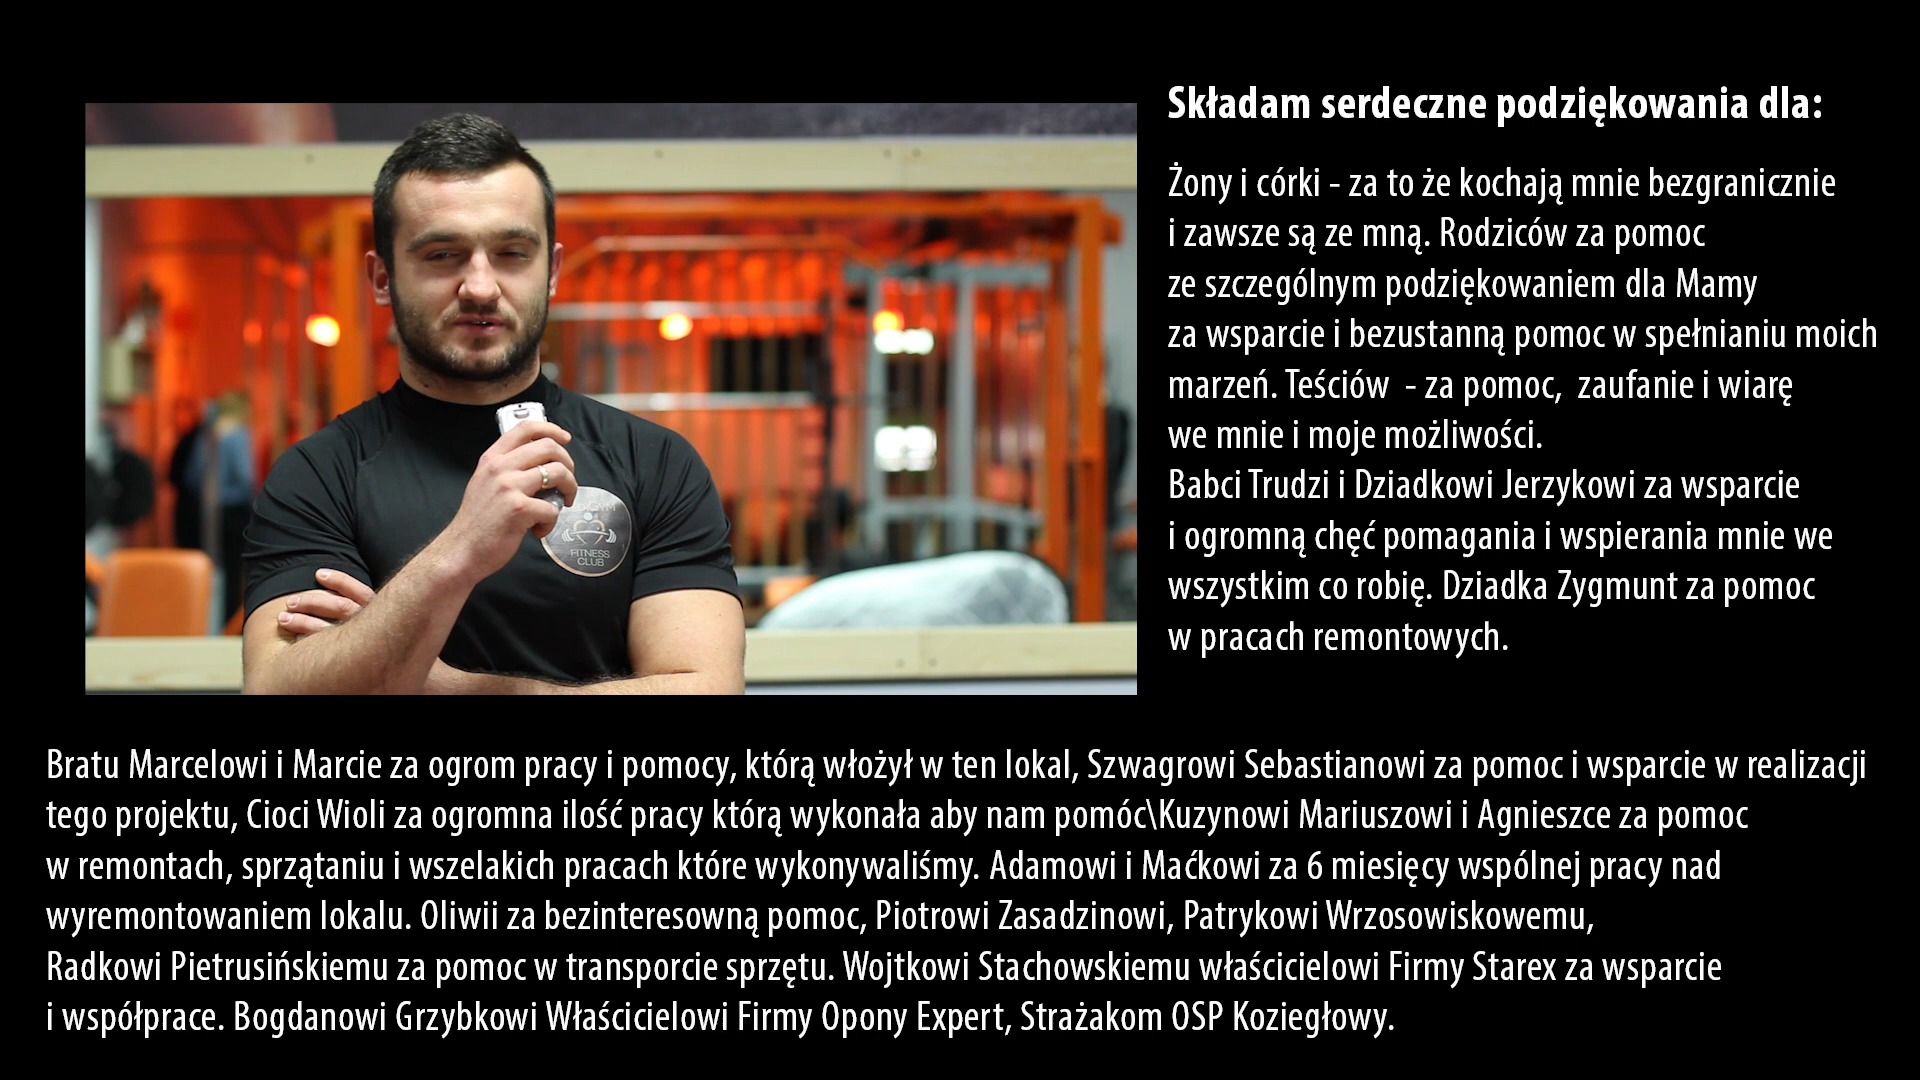 Składam serdeczne podziękowania dla:
Żony i córki - za to że kochają mnie bezgranicznie
i zawsze są ze mną. Rodziców za pomoc
ze szczególnym podziękowaniem dla Mamy
za wsparcie i bezustanną pomoc w spełnianiu moich
marzeń. Teściów  - za pomoc,  zaufanie i wiarę
we mnie i moje możliwości.
Babci Trudzi i Dziadkowi Jerzykowi za wsparcie
i ogromną chęć pomagania i wspierania mnie we
wszystkim co robię. Dziadka Zygmunt za pomoc
w pracach remontowych.
FITNESS
CLUB
Bratu Marcelowi i Marcie za ogrom pracy i pomocy, którą włożył w ten lokal, Szwagrowi Sebastianowi za pomoc i wsparcie w realizacji
tego projektu, Cioci Wioli za ogromna ilość pracy którą wykonała aby nam pomóc\Kuzynowi Mariuszowi i Agnieszce za pomoc
w remontach, sprzątaniu i wszelakich pracach które wykonywaliśmy. Adamowi i Maćkowi za 6 miesięcy wspólnej pracy nad
wyremontowaniem lokalu. Oliwii za bezinteresowną pomoc, Piotrowi Zasadzinowi, Patrykowi Wrzosowiskowemu,
Radkowi Pietrusińskiemu za pomoc w transporcie sprzętu. Wojtkowi Stachowskiemu właścicielowi Firmy Starex za wsparcie
i współprace. Bogdanowi Grzybkowi Właścicielowi Firmy Opony Expert, Strażakom OSP Koziegłowy.